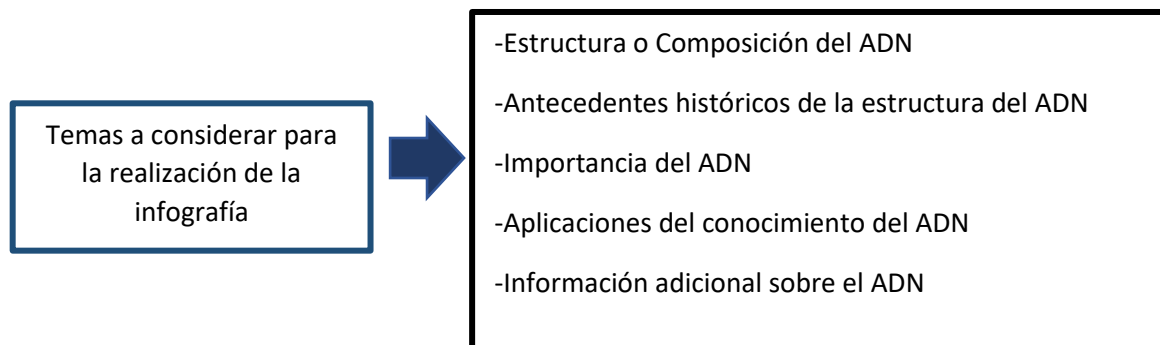 Temas a considerar para
la realización de la
infografía
-Estructura o Composición del ADN
-Antecedentes históricos de la estructura del ADN
-Importancia del ADN
-Aplicaciones del conocimiento del ADN
-Información adicional sobre el ADN